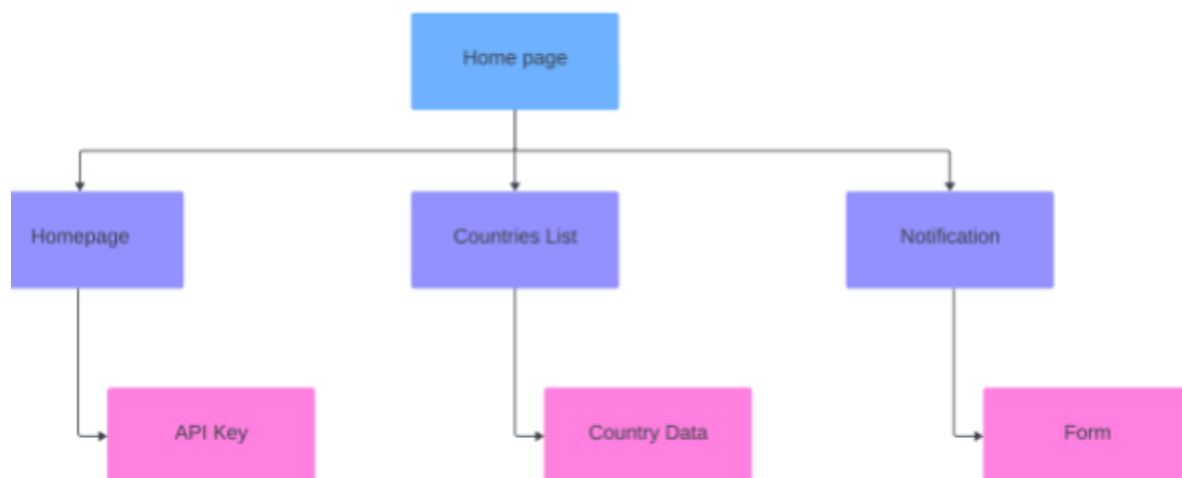 Home page
Homepage
Countries List
Notification
API Key
Country Data
Form